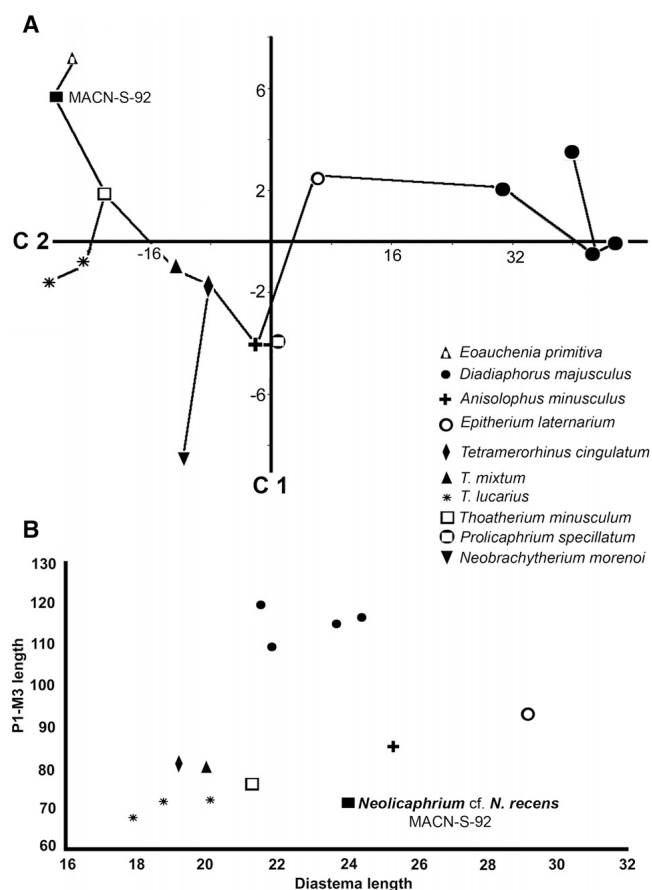 A
6
MACN-S-92
2
C 2
-16
16
32
-2
-6
C 1
Eoauchenia primitiva
Diadiaphorus majusculus
Anisolophus minusculus
Epitherium laternarium
Tetramerorhinus cingulatum
T. mixtum
T. lucarius
Thoatherium minusculum
Prolicaphrium specillatum
Neobrachytherium morenoi
B
130
120
110
100
90
80
70
60
P1-M3 length
Neolicaphrium cf. N. recens
MACN-S-92
16
18
20
22
24
26
28
30
32
Diastema length